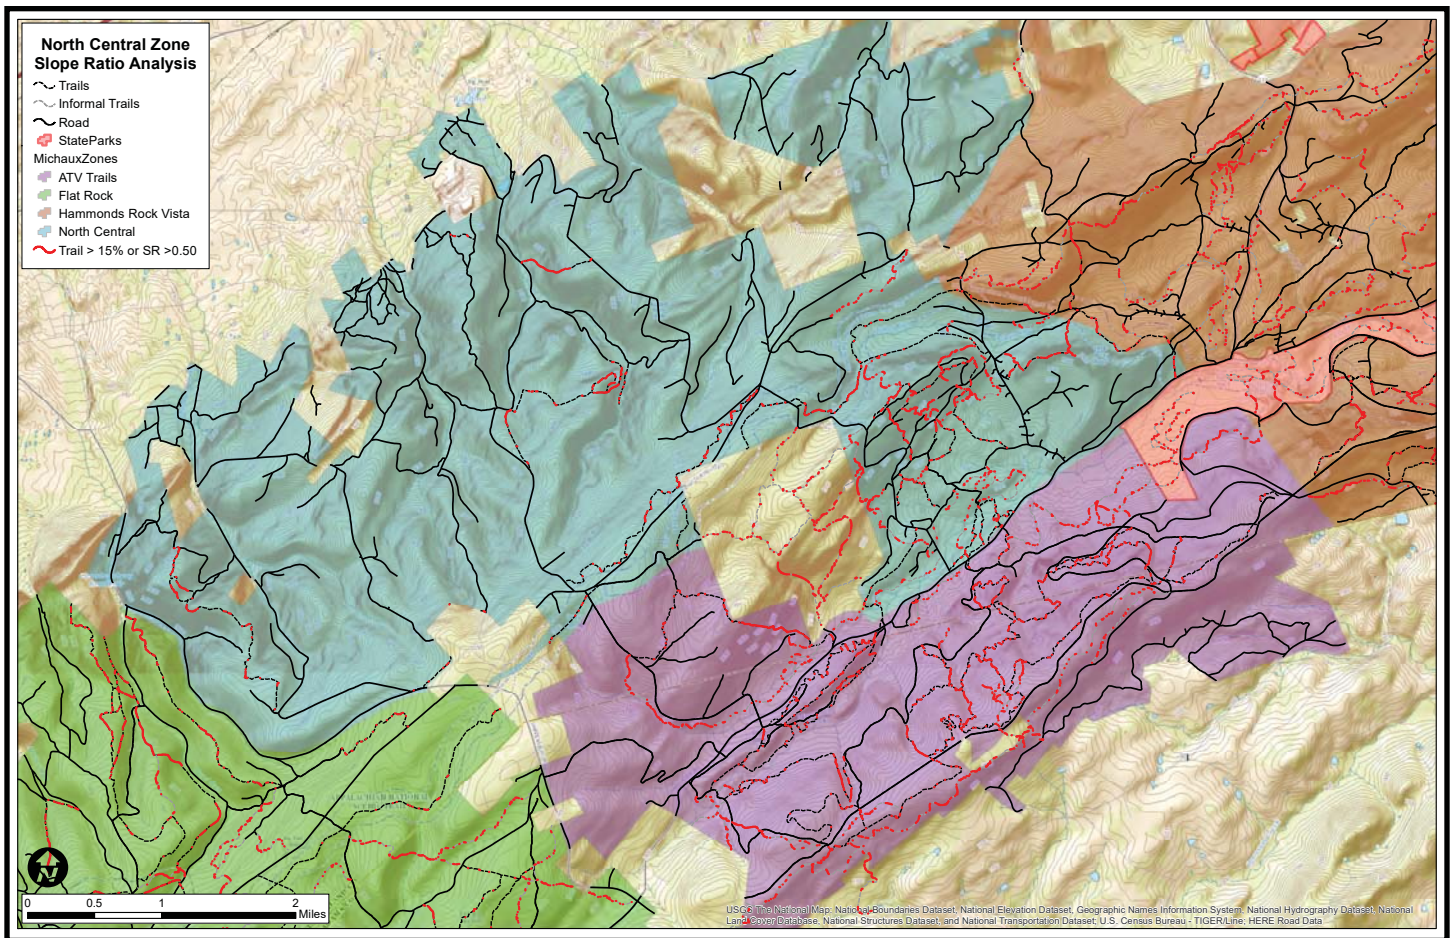 North Central Zone
Slope Ratio Analysis
Trails
Informal Trails
Road
StateParks
MichauxZones
ATV Trails
Flat Rock
Hammonds Rock Vista
North Central
Trail > 15% or SR >0.50
N
0 0.5 1 2
Miles
USGS The National Map: National Boundaries Dataset, National Elevation Dataset, Geographic Names Information System, National Hydrography Dataset, National
Land Cover Database, National Structures Dataset, and National Transportation Dataset; U.S. Census Bureau - TIGER/Line; HERE Road Data